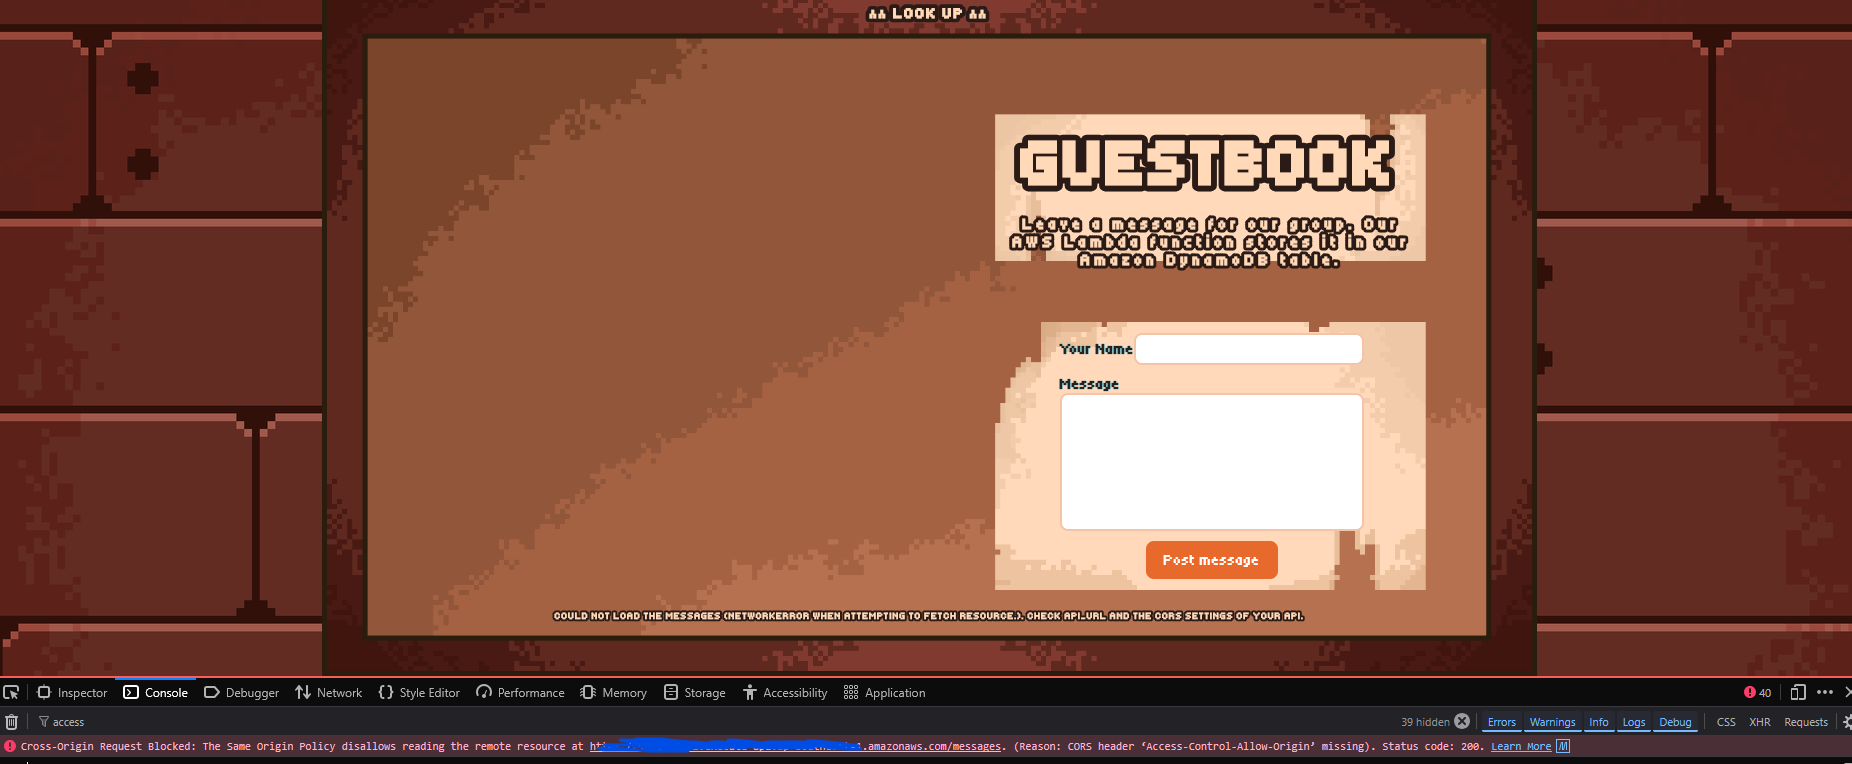 LOOK UP
GUESTBOOK
Leave a message for our group. Our
AWS Lambda function stores it in our
Amazon DynamoDB table.
Your Name
Message
Post message
COULD NOT LOAD THE MESSAGES (NETWORKERROR WHEN ATTEMPTING TO FETCH RESOURCE.). CHECK API_URL AND THE CORS SETTINGS OF YOUR API.
Inspector Console Debugger Network Style Editor Performance Memory Storage Accessibility Application 40
access 39 hidden Errors Warnings Info Logs Debug CSS XHR Requests
Cross-Origin Request Blocked: The Same Origin Policy disallows reading the remote resource at .amazonaws.com/messages. (Reason: CORS header ‘Access-Control-Allow-Origin’ missing). Status code: 200. Learn More